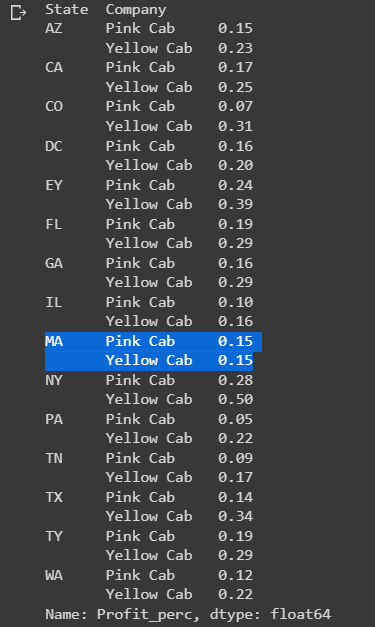 State  Company
AZ     Pink Cab     0.15
       Yellow Cab   0.23
CA     Pink Cab     0.17
       Yellow Cab   0.25
CO     Pink Cab     0.07
       Yellow Cab   0.31
DC     Pink Cab     0.16
       Yellow Cab   0.20
EY     Pink Cab     0.24
       Yellow Cab   0.39
FL     Pink Cab     0.19
       Yellow Cab   0.29
GA     Pink Cab     0.16
       Yellow Cab   0.29
IL     Pink Cab     0.10
       Yellow Cab   0.16
MA     Pink Cab     0.15
       Yellow Cab   0.15
NY     Pink Cab     0.28
       Yellow Cab   0.50
PA     Pink Cab     0.05
       Yellow Cab   0.22
TN     Pink Cab     0.09
       Yellow Cab   0.17
TX     Pink Cab     0.14
       Yellow Cab   0.34
TY     Pink Cab     0.19
       Yellow Cab   0.29
WA     Pink Cab     0.12
       Yellow Cab   0.22
Name: Profit_perc, dtype: float64